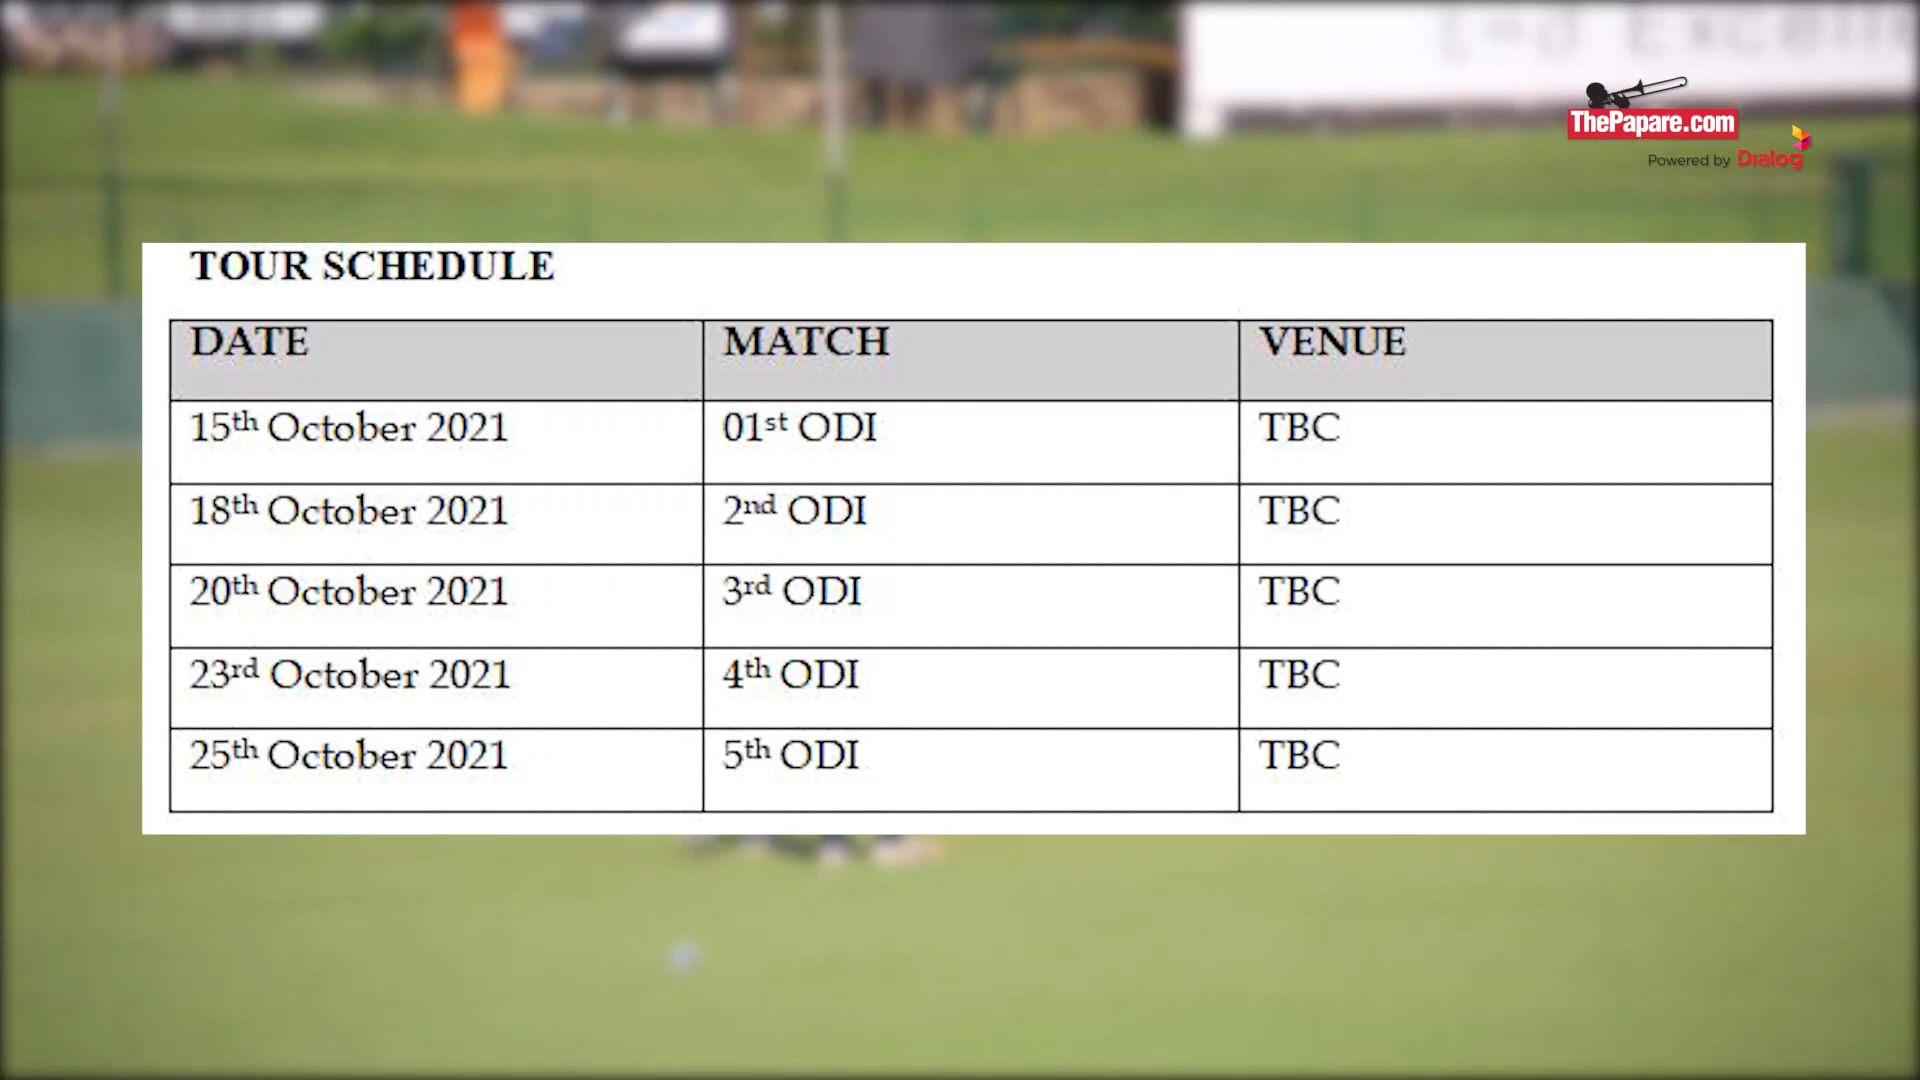 ThePapare.com
Powered by Dialog
TOUR SCHEDULE
DATE MATCH VENUE
15th October 2021 01st ODI TBC
18th October 2021 2nd ODI TBC
20th October 2021 3rd ODI TBC
23rd October 2021 4th ODI TBC
25th October 2021 5th ODI TBC